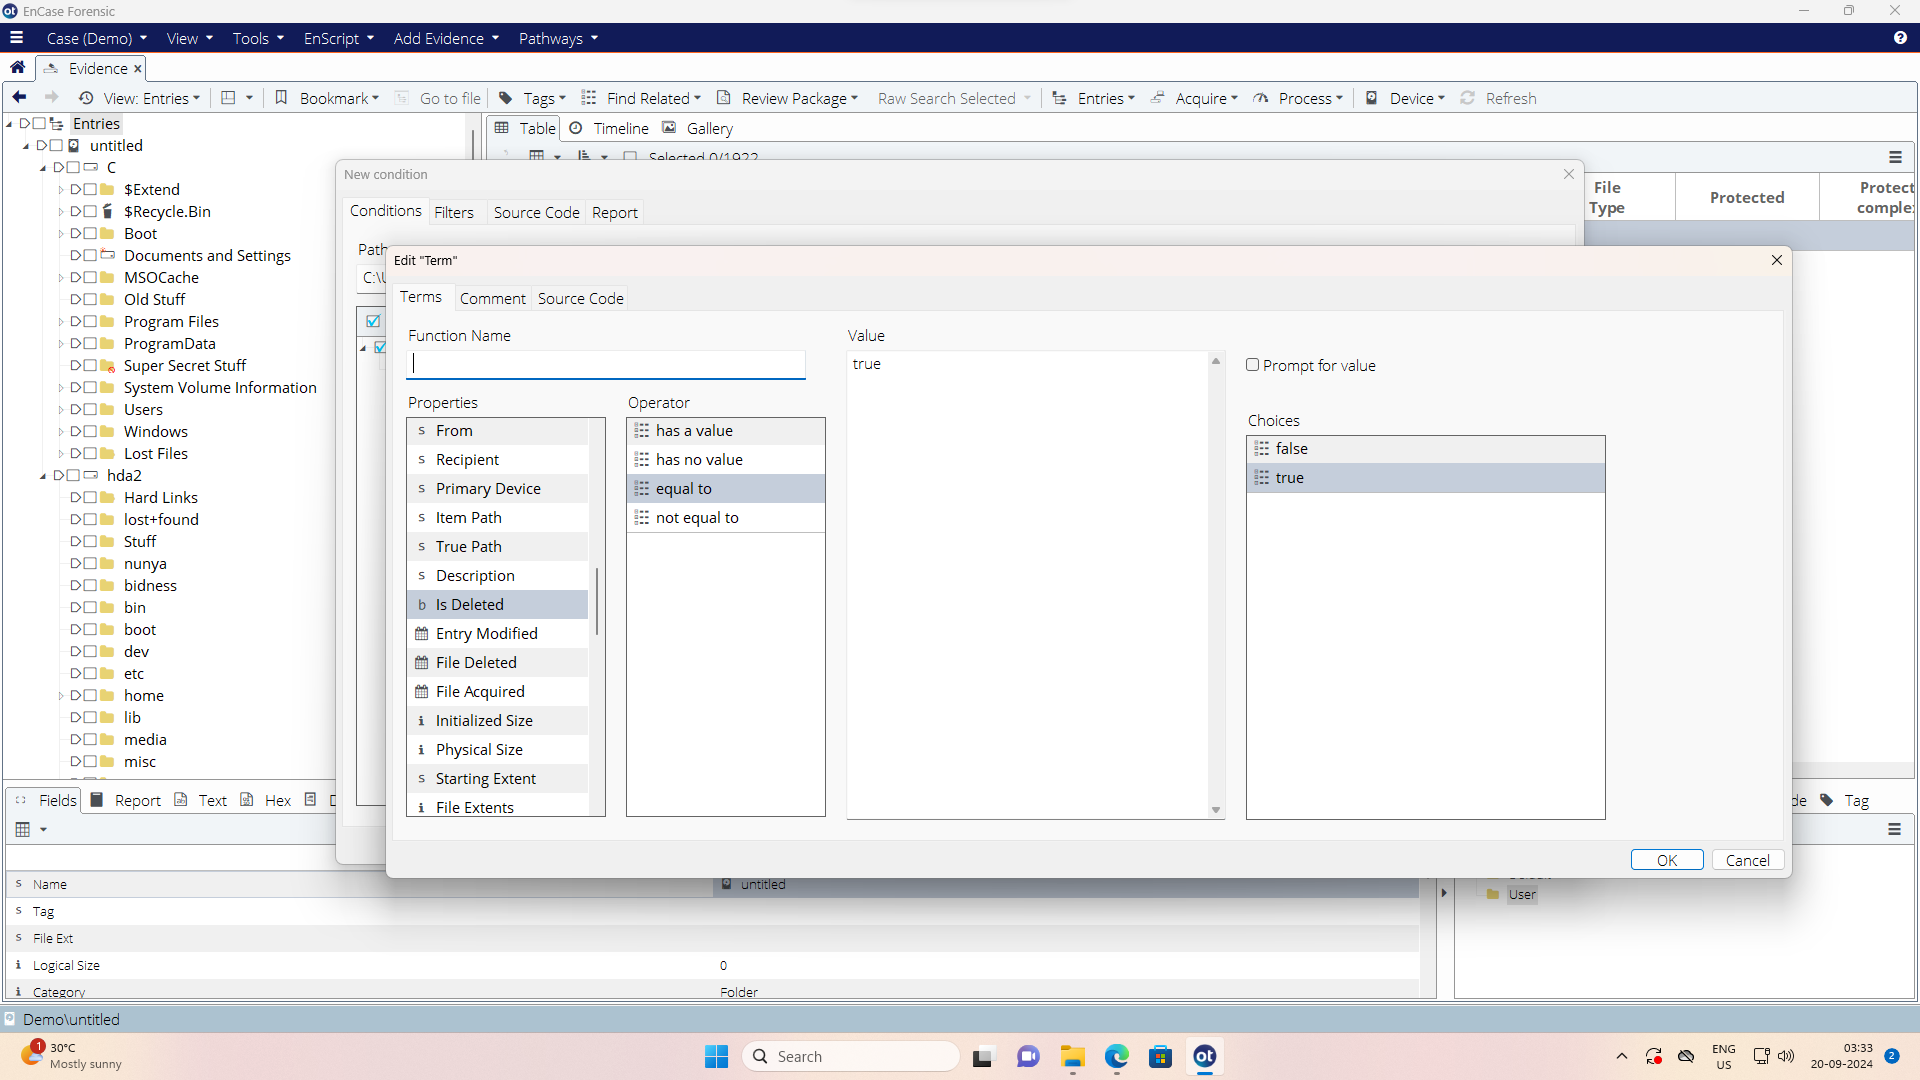 EnCase Forensic
Case (Demo) View Tools EnScript Add Evidence Pathways
Evidence
View: Entries Bookmark Go to file Tags Find Related Review Package Raw Search Selected Entries Acquire Process Device Refresh
Entries
untitled
C
$Extend
$Recycle.Bin
Boot
Documents and Settings
MSOCache
Old Stuff
Program Files
ProgramData
Super Secret Stuff
System Volume Information
Users
Windows
Lost Files
hda2
Hard Links
lost+found
Stuff
nunya
bidness
bin
boot
dev
etc
home
lib
media
misc
Table Timeline Gallery
Selected 0/1922
File Type
Protected
Protect
comple
New condition
Conditions Filters Source Code Report
Path
C:\U
Edit "Term"
Terms Comment Source Code
Function Name
Properties
From
Recipient
Primary Device
Item Path
True Path
Description
Is Deleted
Entry Modified
File Deleted
File Acquired
Initialized Size
Physical Size
Starting Extent
File Extents
Operator
has a value
has no value
equal to
not equal to
Value
true
Prompt for value
Choices
false
true
OK Cancel
Fields Report Text Hex D
de Tag
Name untitled
Tag
File Ext
Logical Size 0
Category Folder
User
Demo\untitled
1
30°C
Mostly sunny
Search
ot
ENG
US
03:33
20-09-2024
2